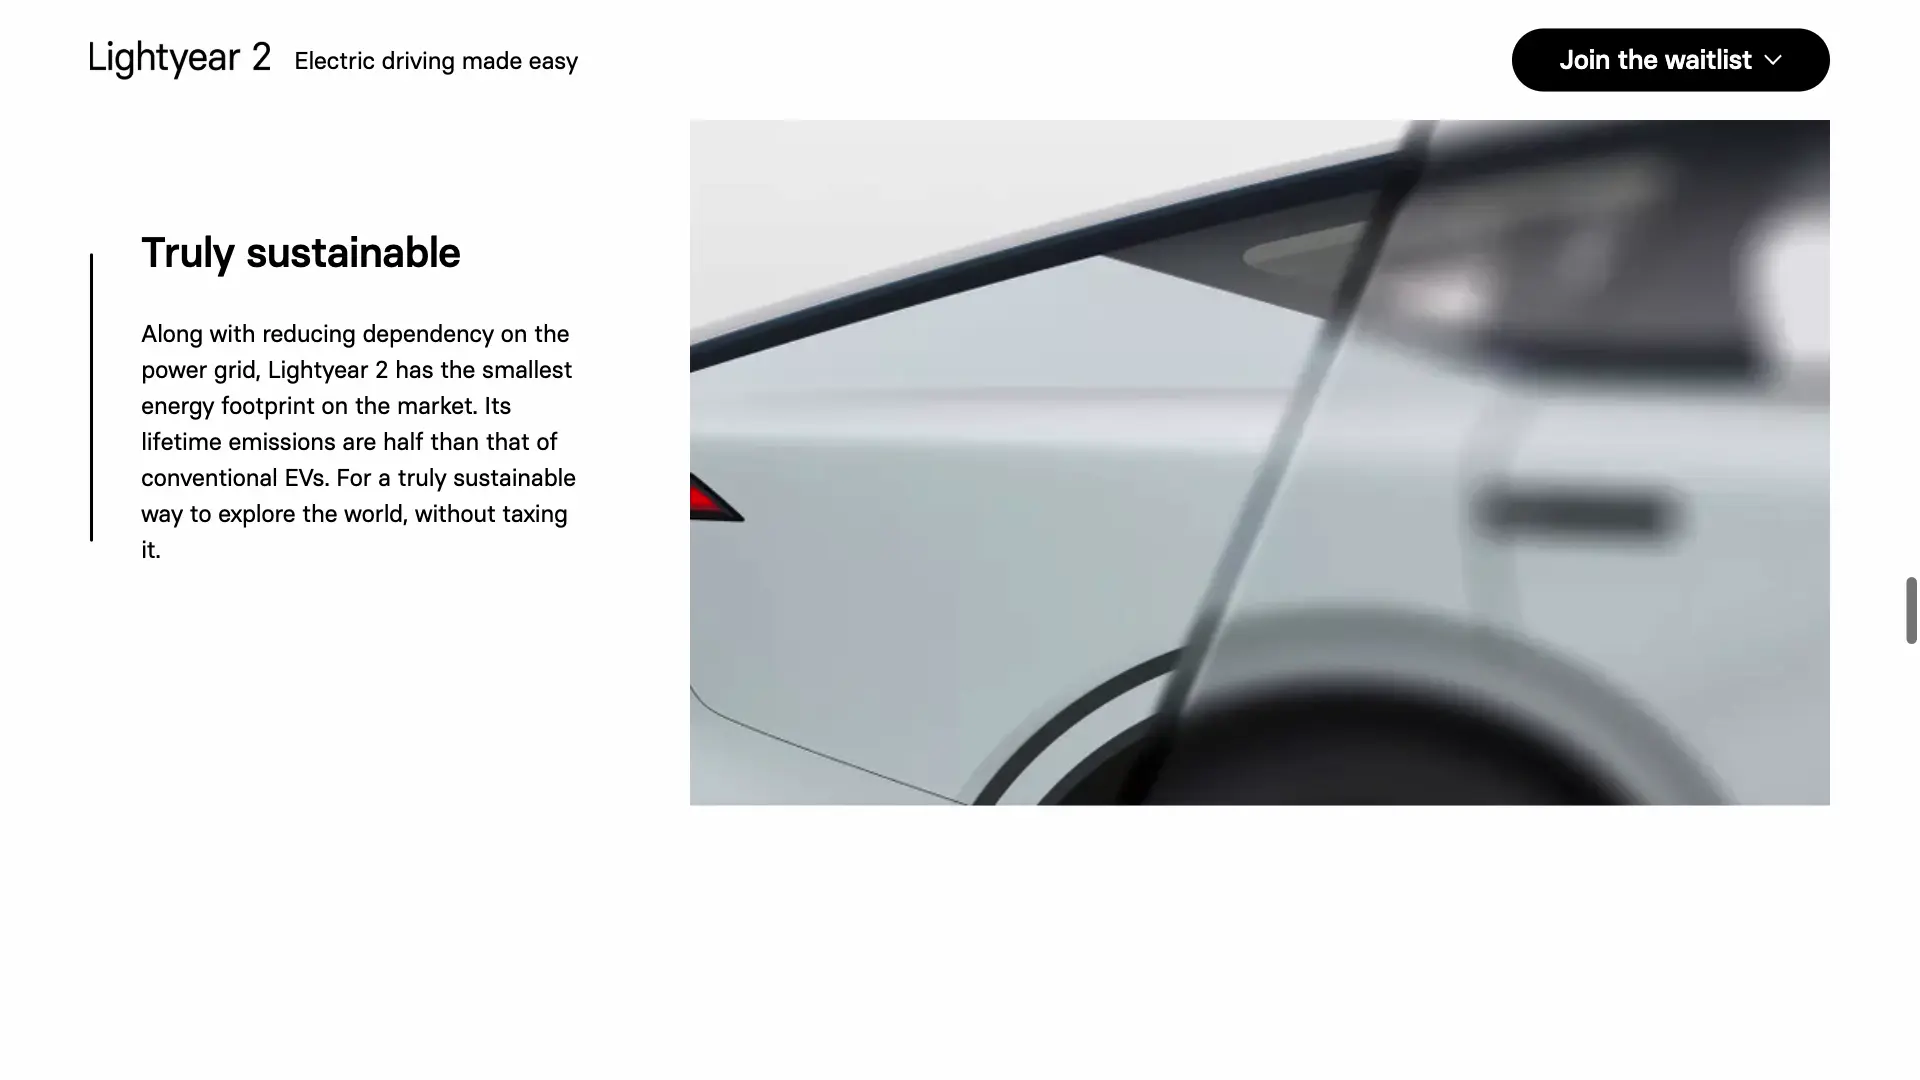 Lightyear 2 Electric driving made easy
Join the waitlist
Truly sustainable
Along with reducing dependency on the
power grid, Lightyear 2 has the smallest
energy footprint on the market. Its
lifetime emissions are half than that of
conventional EVs. For a truly sustainable
way to explore the world, without taxing
it.